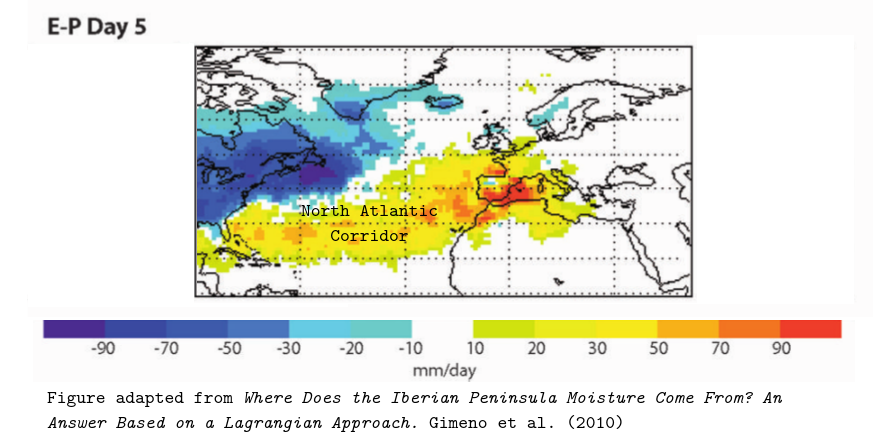 E-P Day 5
North Atlantic
Corridor
-90 -70 -50 -30 -20 -10 10 20 30 50 70 90
mm/day
Figure adapted from Where Does the Iberian Peninsula Moisture Come From? An
Answer Based on a Lagrangian Approach. Gimeno et al. (2010)